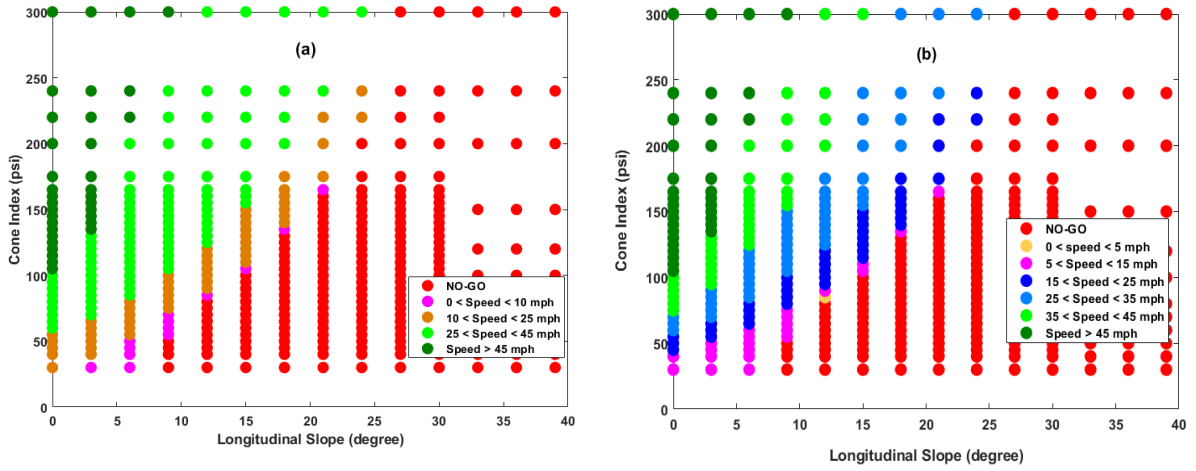 (a)
Cone Index (psi)
300
250
200
150
100
50
0
0 5 10 15 20 25 30 35 40
Longitudinal Slope (degree)
NO-GO
0 < Speed < 10 mph
10 < Speed < 25 mph
25 < Speed < 45 mph
Speed > 45 mph
(b)
Cone Index (psi)
300
250
200
150
100
50
0
0 5 10 15 20 25 30 35 40
Longitudinal Slope (degree)
NO-GO
0 < speed < 5 mph
5 < Speed < 15 mph
15 < Speed < 25 mph
25 < Speed < 35 mph
35 < Speed < 45 mph
Speed > 45 mph